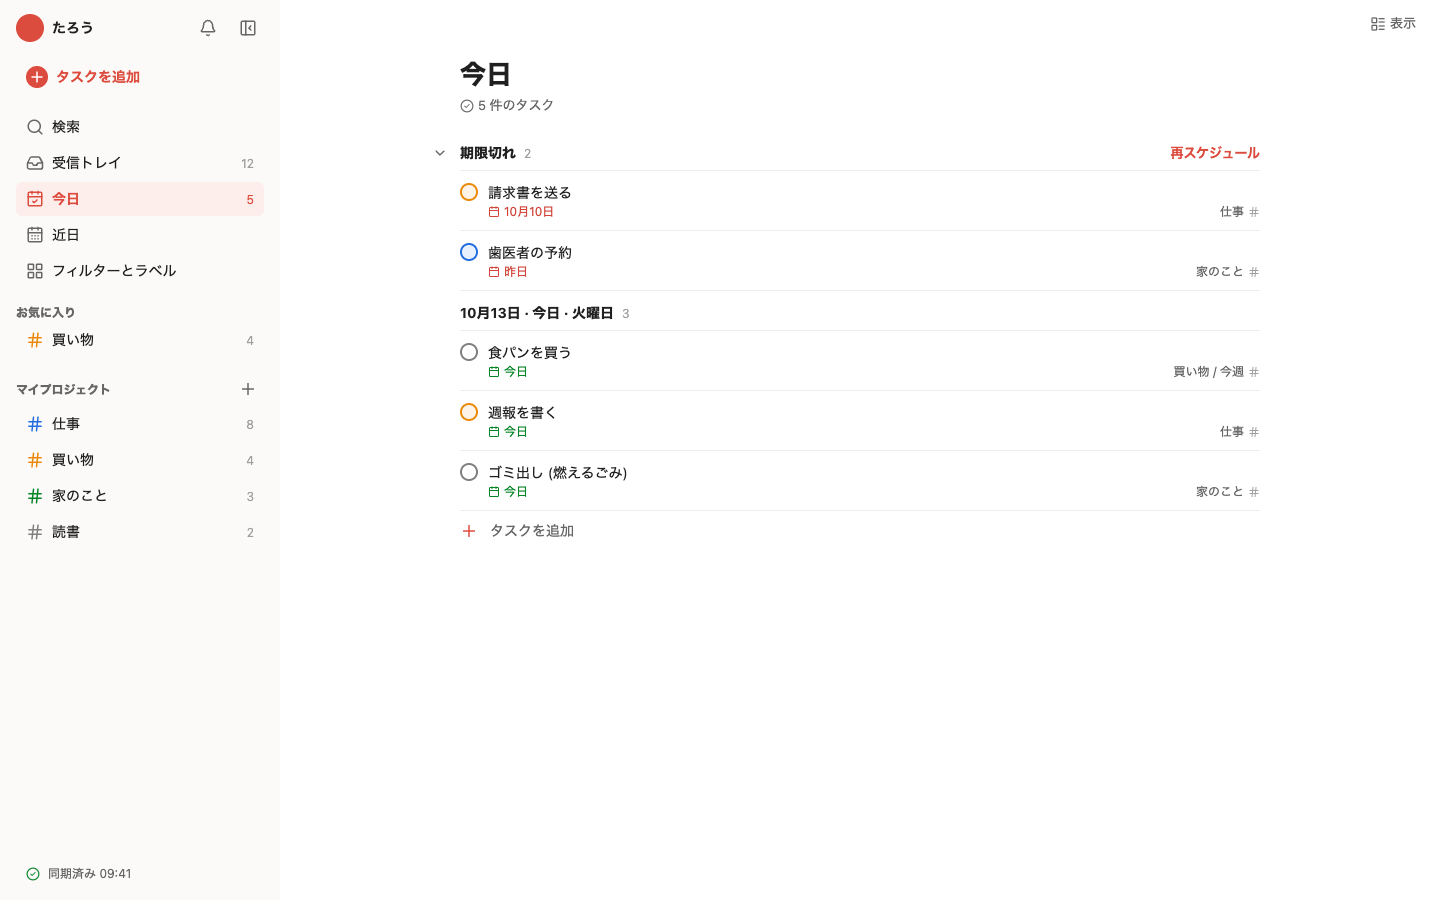 たろう
タスクを追加
検索
受信トレイ 12
今日 5
近日
フィルターとラベル
お気に入り
買い物 4
マイプロジェクト
仕事 8
買い物 4
家のこと 3
読書 2
同期済み 09:41
表示
今日
5 件のタスク
期限切れ 2 再スケジュール
請求書を送る
10月10日 仕事 #
歯医者の予約
昨日 家のこと #
10月13日 · 今日 · 火曜日 3
食パンを買う
今日 買い物 / 今週 #
週報を書く
今日 仕事 #
ゴミ出し (燃えるごみ)
今日 家のこと #
タスクを追加